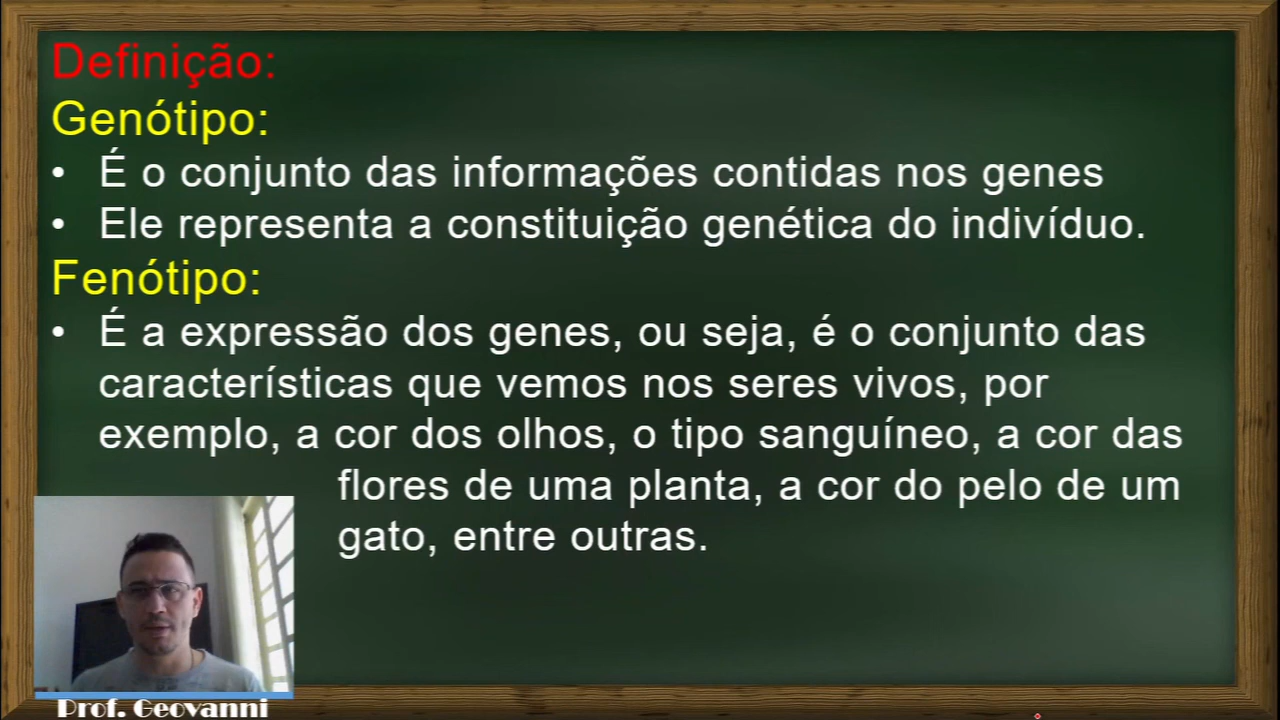 Definição:
Genótipo:
• É o conjunto das informações contidas nos genes
• Ele representa a constituição genética do indivíduo.
Fenótipo:
• É a expressão dos genes, ou seja, é o conjunto das
características que vemos nos seres vivos, por
exemplo, a cor dos olhos, o tipo sanguíneo, a cor das
flores de uma planta, a cor do pelo de um
gato, entre outras.
Prof. Geovanni